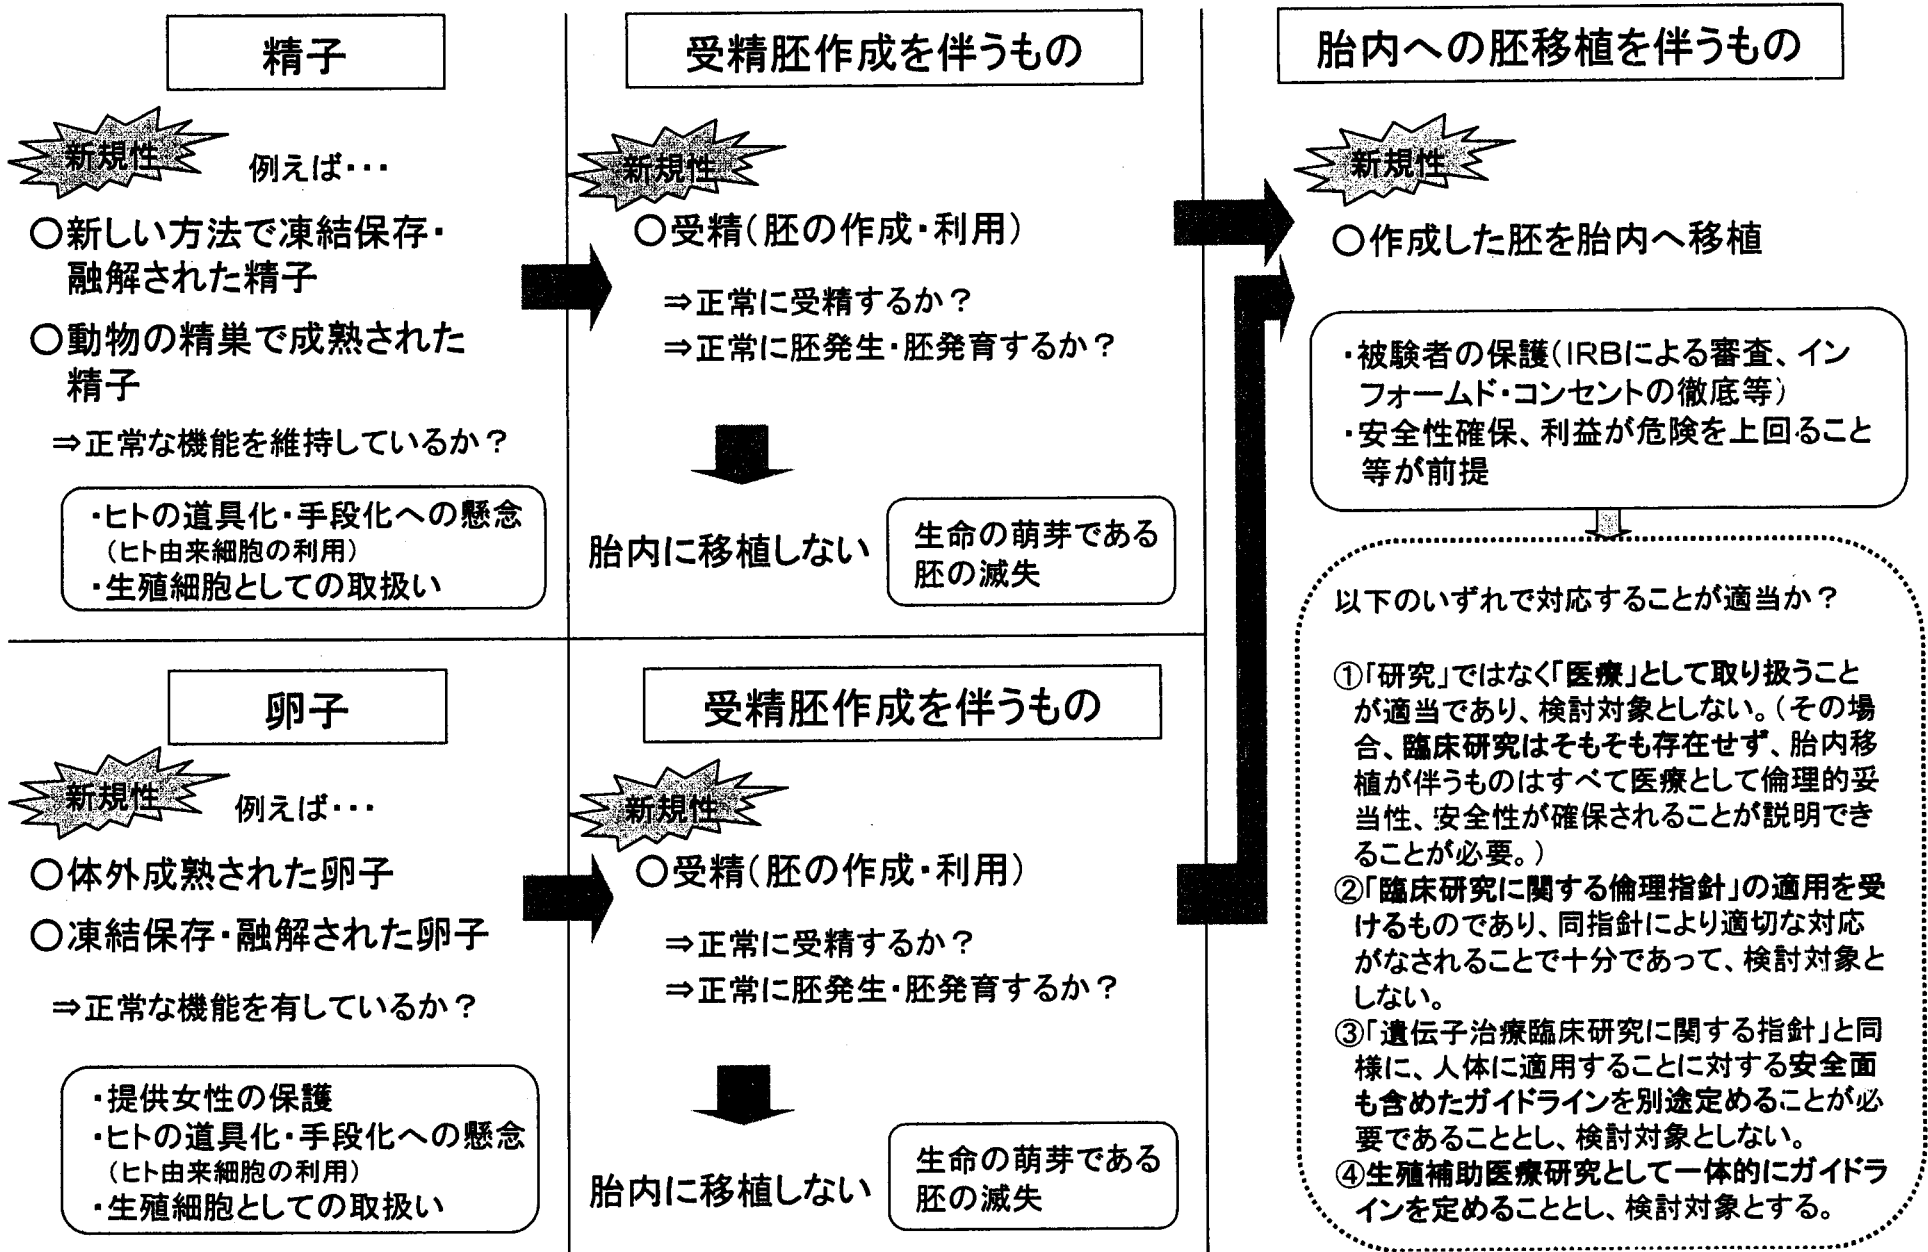 精子
新規性
例えば・・・
○新しい方法で凍結保存・
融解された精子
○動物の精巣で成熟された
精子
⇒正常な機能を維持しているか？
・ヒトの道具化・手段化への懸念
（ヒト由来細胞の利用）
・生殖細胞としての取扱い
受精胚作成を伴うもの
新規性
○受精（胚の作成・利用）
⇒正常に受精するか？
⇒正常に胚発生・胚発育するか？
胎内に移植しない
生命の萌芽である
胚の滅失
卵子
新規性
例えば・・・
○体外成熟された卵子
○凍結保存・融解された卵子
⇒正常な機能を有しているか？
・提供女性の保護
・ヒトの道具化・手段化への懸念
（ヒト由来細胞の利用）
・生殖細胞としての取扱い
受精胚作成を伴うもの
新規性
○受精（胚の作成・利用）
⇒正常に受精するか？
⇒正常に胚発生・胚発育するか？
胎内に移植しない
生命の萌芽である
胚の滅失
胎内への胚移植を伴うもの
新規性
○作成した胚を胎内へ移植
・被験者の保護（IRBによる審査、イン
フォームド・コンセントの徹底等）
・安全性確保、利益が危険を上回ること
等が前提
以下のいずれで対応することが適当か？
①「研究」ではなく「医療」として取り扱うこと
が適当であり、検討対象としない。（その場
合、臨床研究はそもそも存在せず、胎内移
植が伴うものはすべて医療として倫理的妥
当性、安全性が確保されることが説明でき
ることが必要。）
②「臨床研究に関する倫理指針」の適用を受
けるものであり、同指針により適切な対応
がなされることで十分であって、検討対象と
しない。
③「遺伝子治療臨床研究に関する指針」と同
様に、人体に適用することに対する安全面
も含めたガイドラインを別途定めることが必
要であることとし、検討対象としない。
④生殖補助医療研究として一体的にガイドラ
インを定めることとし、検討対象とする。